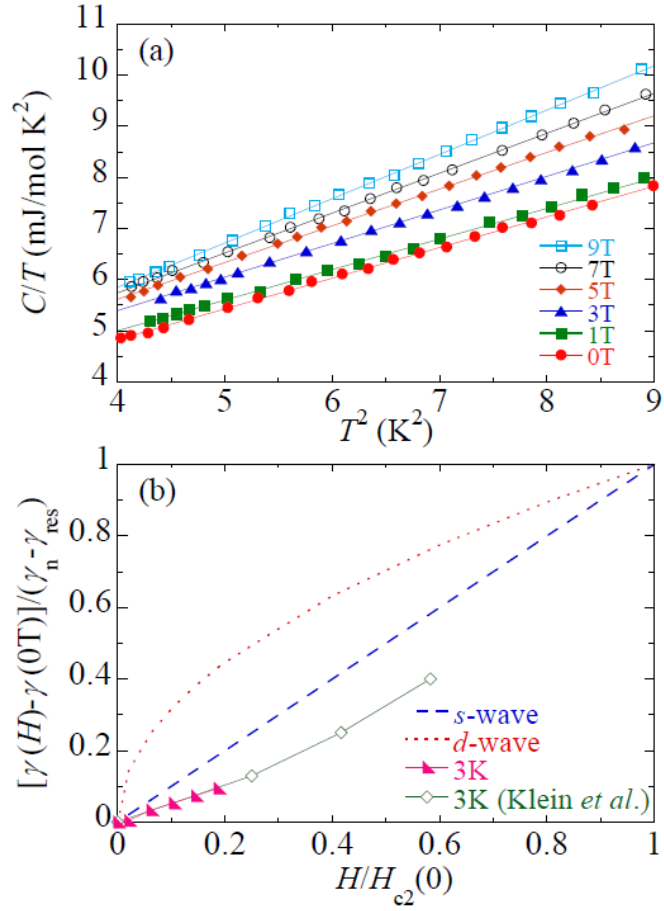 (a)
11
10
9
8
7
6
5
4
C/T (mJ/mol K²)
9T
7T
5T
3T
1T
0T
4 5 6 7 8 9
T² (K²)
(b)
1
0.8
0.6
0.4
0.2
0
[γ(H)-γ(0T)]/(γn-γres)
s-wave
d-wave
3K
3K (Klein et al.)
0 0.2 0.4 0.6 0.8 1
H/Hc2(0)